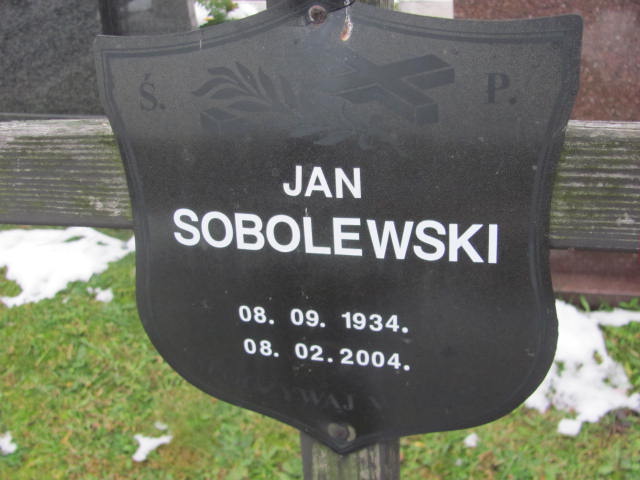 Ś. P.
JAN
SOBOLEWSKI
08. 09. 1934.
08. 02. 2004.